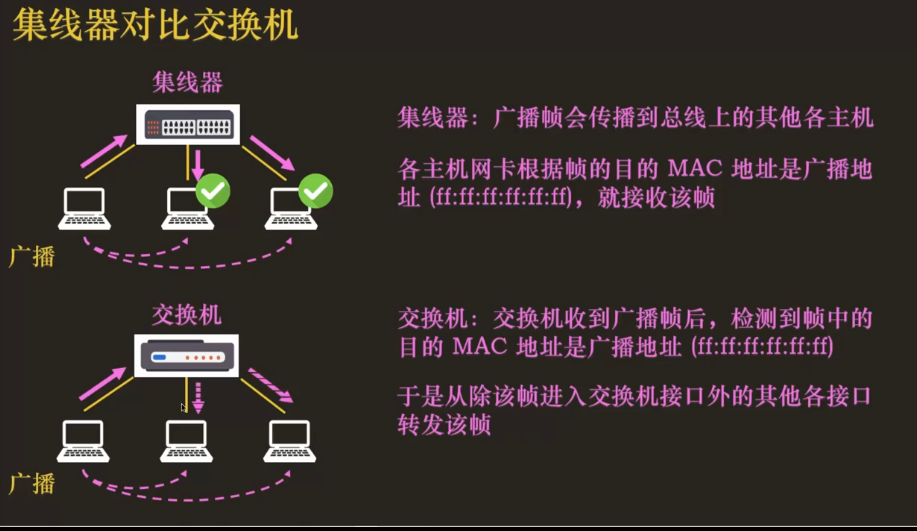 集线器对比交换机
集线器
集线器：广播帧会传播到总线上的其他各主机
各主机网卡根据帧的目的 MAC 地址是广播地
址 (ff:ff:ff:ff:ff:ff)，就接收该帧
广播
交换机
交换机：交换机收到广播帧后，检测到帧中的
目的 MAC 地址是广播地址 (ff:ff:ff:ff:ff:ff)
于是从除该帧进入交换机接口外的其他各接口
转发该帧
广播